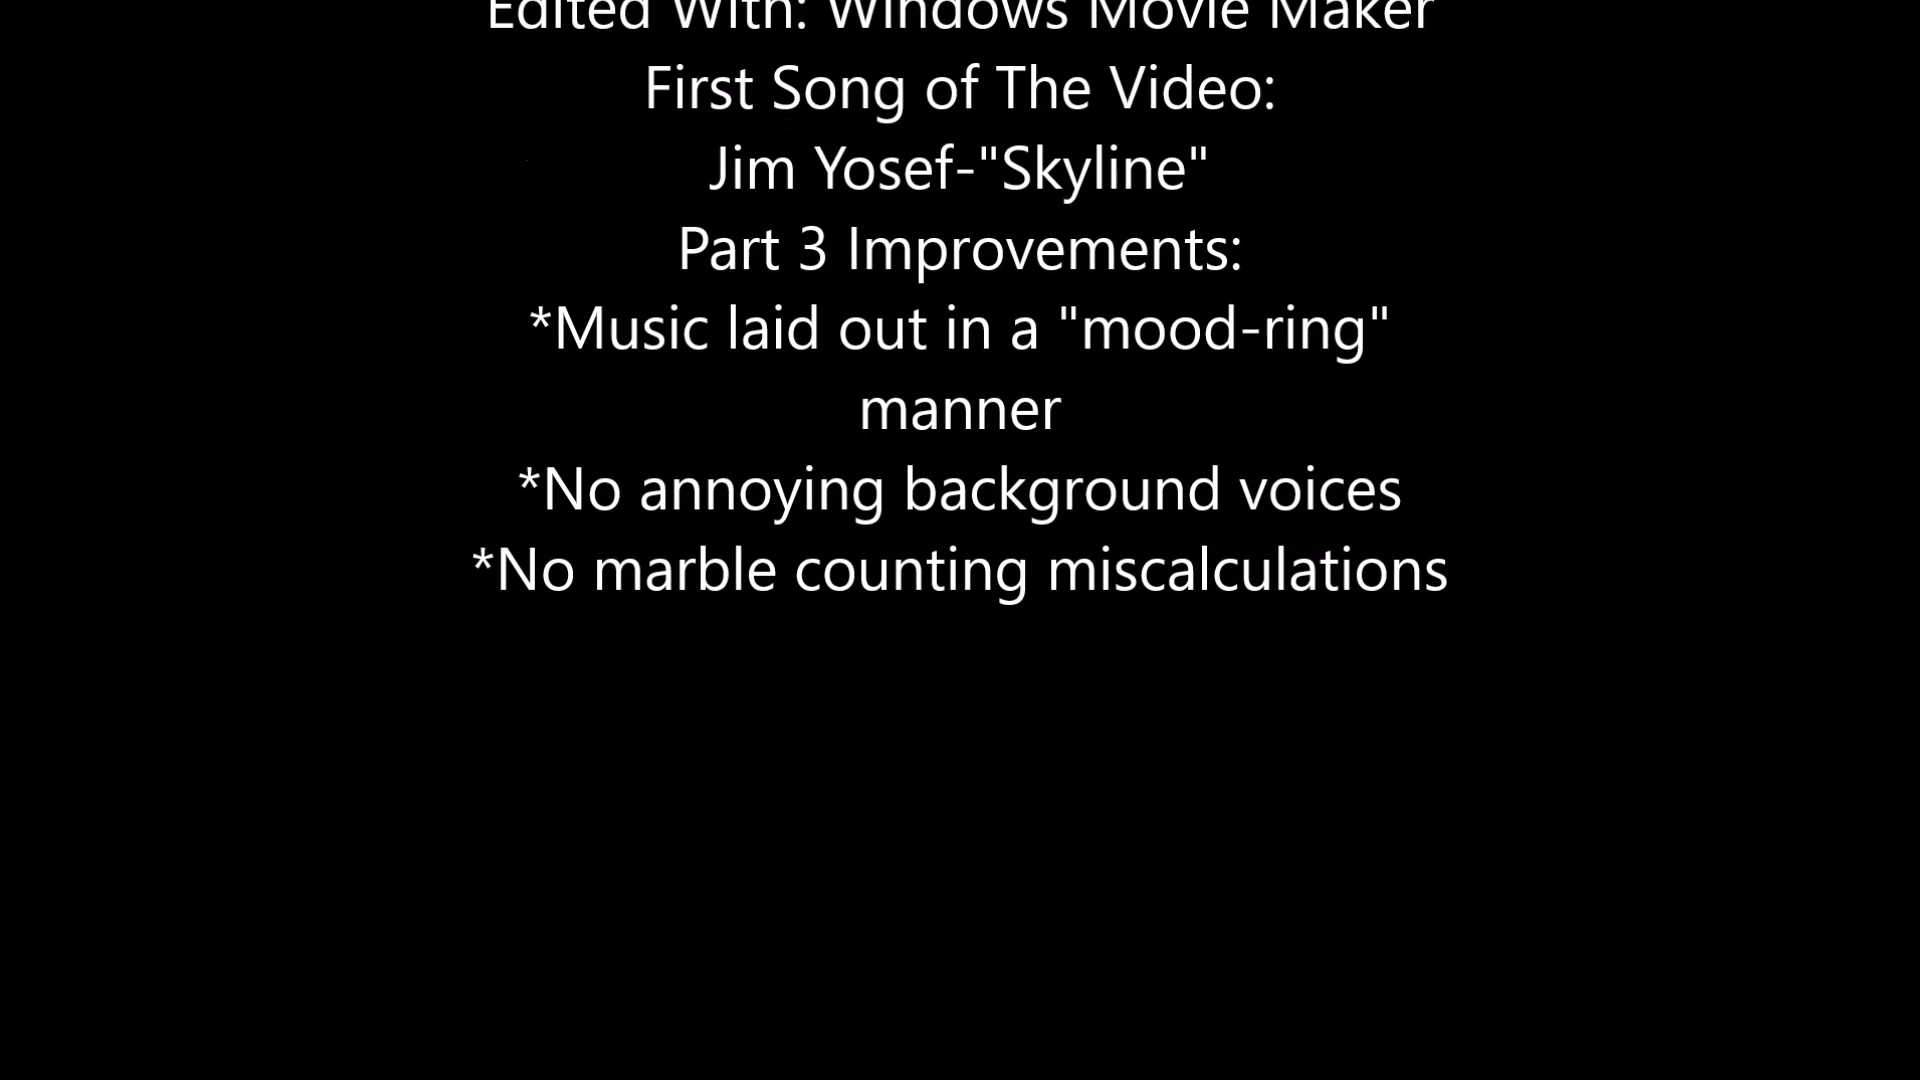 Edited With: Windows Movie Maker
First Song of The Video:
Jim Yosef-"Skyline"
Part 3 Improvements:
*Music laid out in a "mood-ring"
manner
*No annoying background voices
*No marble counting miscalculations